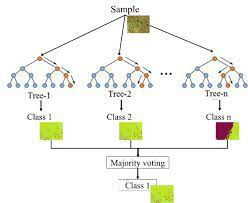 Sample
Tree-1
Tree-2
...
Tree-n
Class 1
Class 2
Class n
Majority voting
Class 1